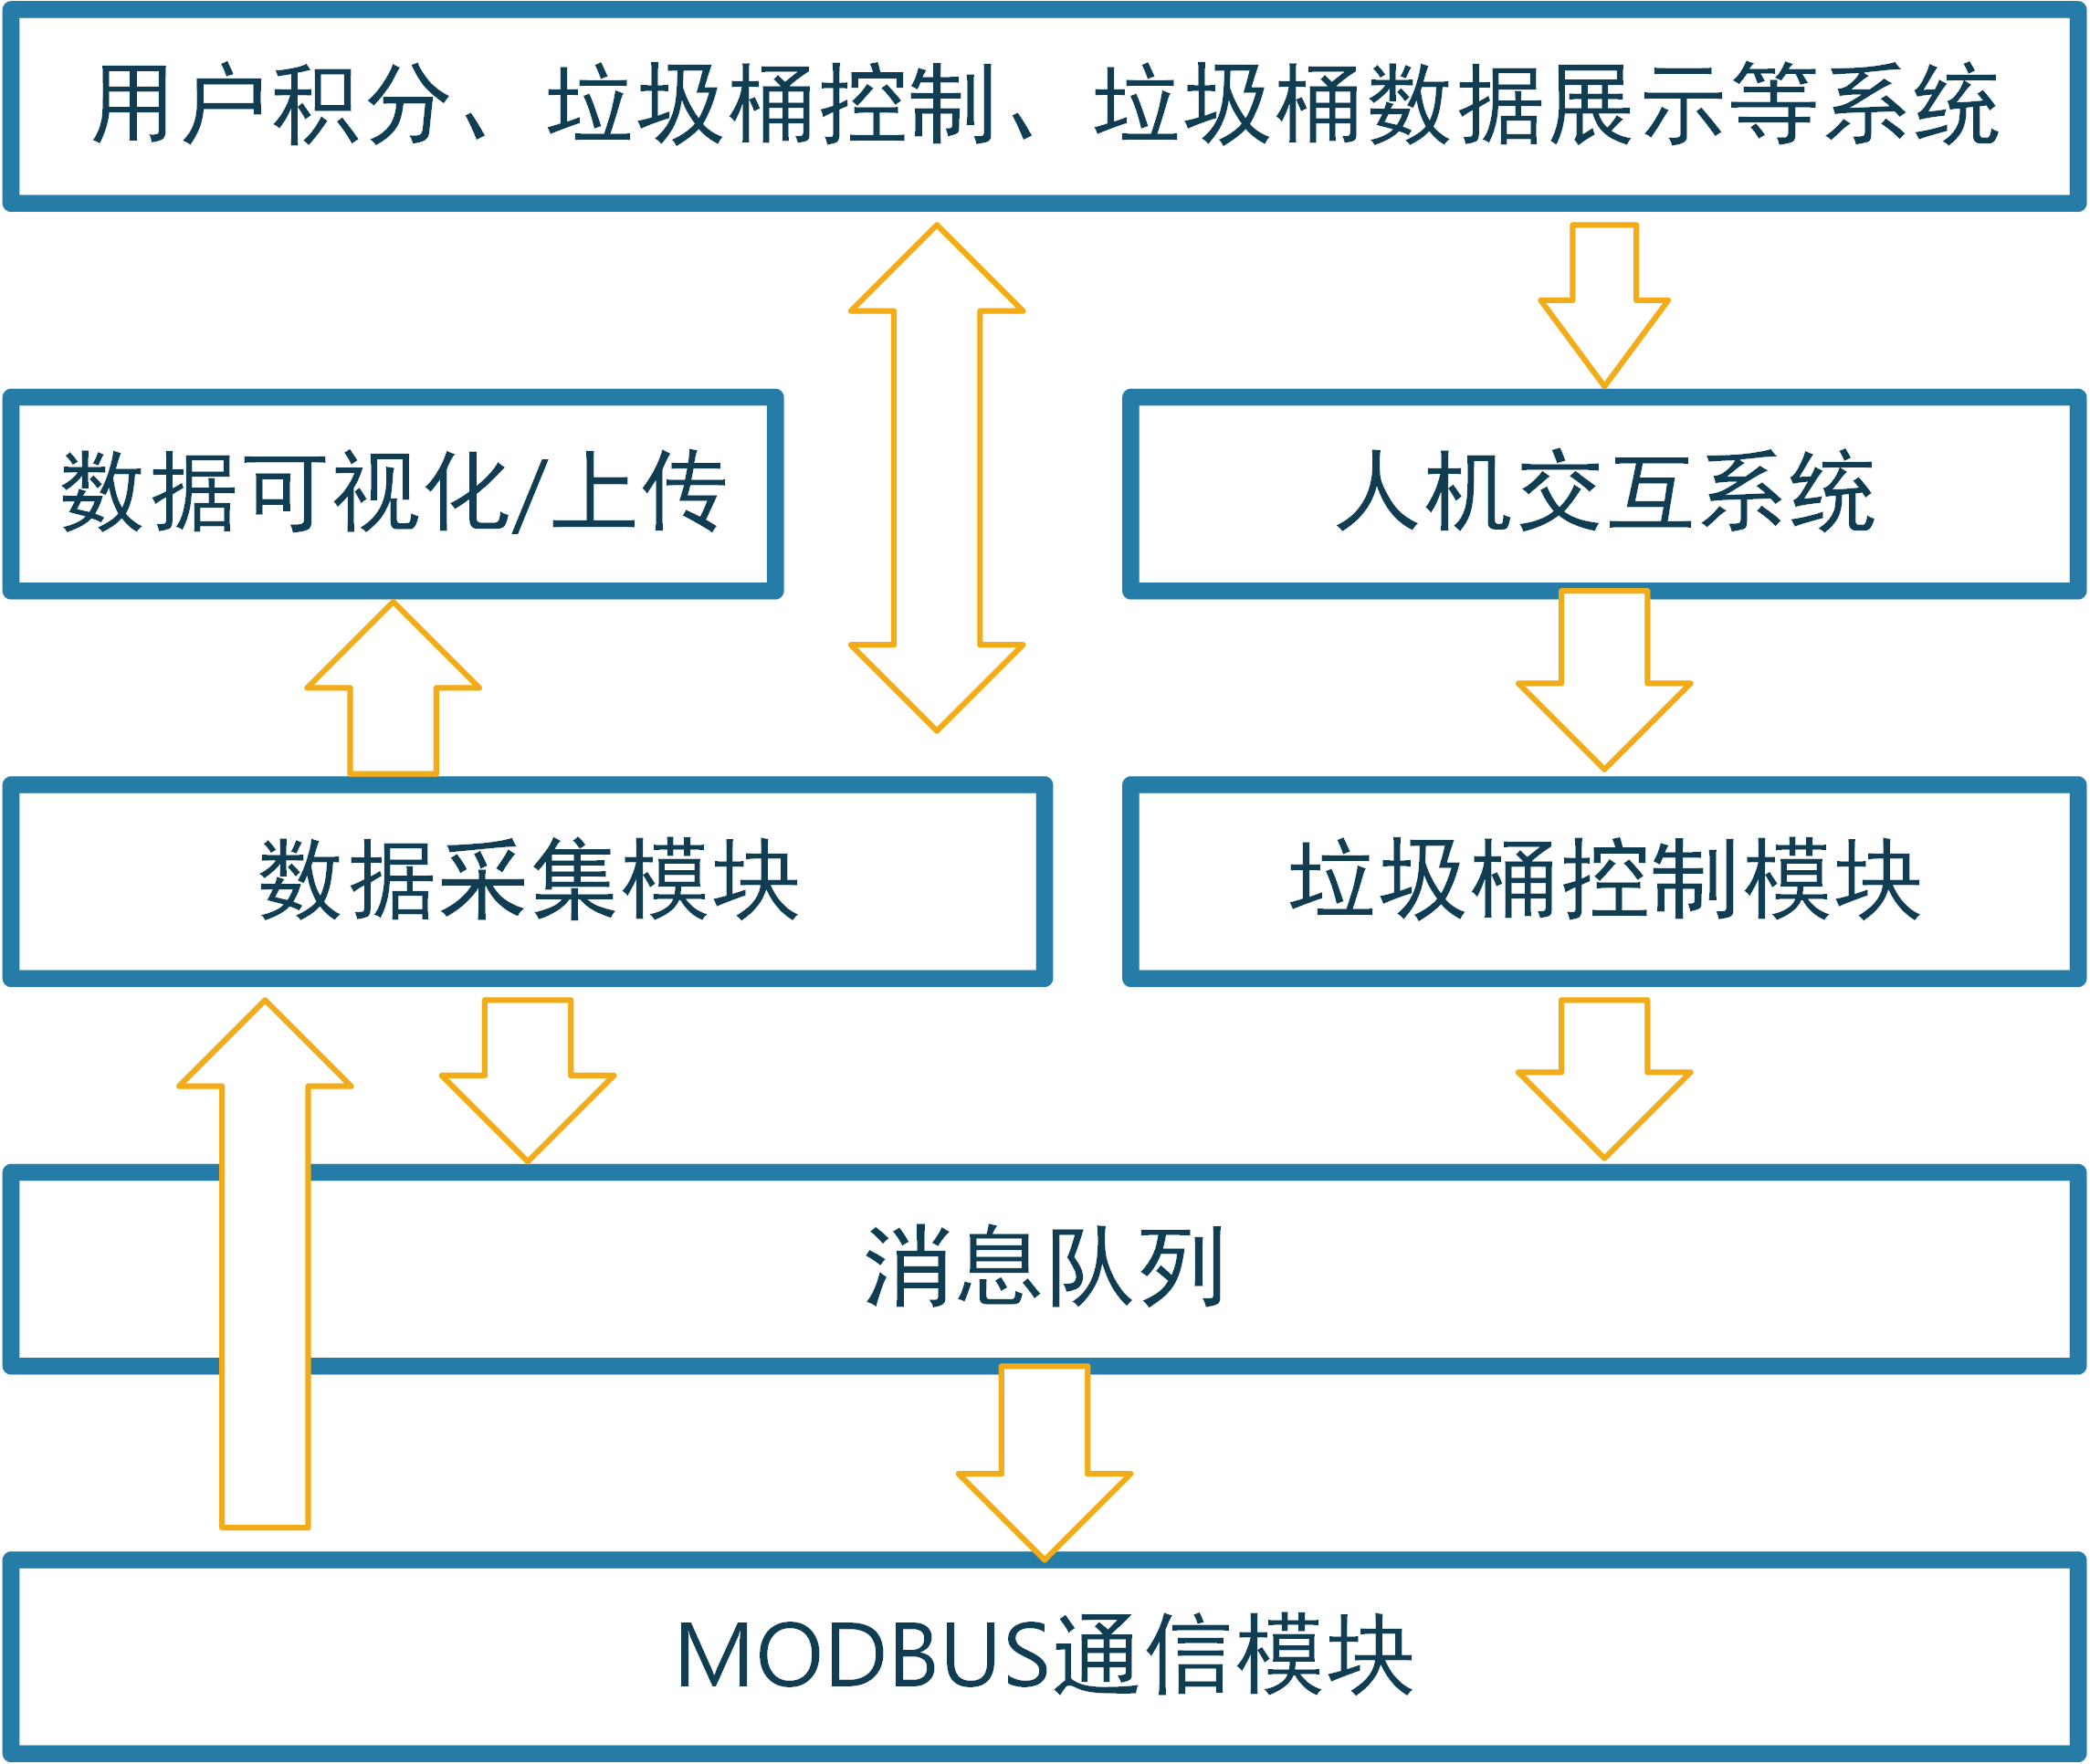 用户积分、垃圾桶控制、垃圾桶数据展示等系统
数据可视化/上传
人机交互系统
数据采集模块
垃圾桶控制模块
消息队列
MODBUS通信模块